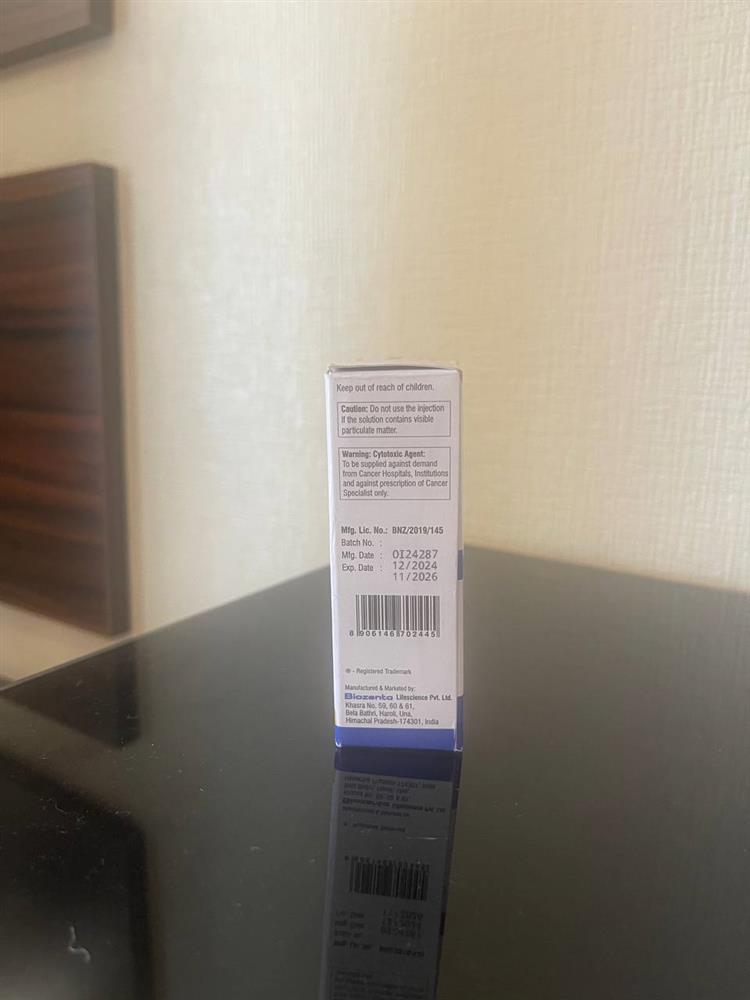 Keep out of reach of children.
Caution: Do not use the injection
if the solution contains visible
particulate matter.
Warning: Cytotoxic Agent:
To be supplied against demand
from Cancer Hospitals, Institutions
and against prescription of Cancer
Specialist only.
Mfg. Lic. No.: BNZ/2019/145
Batch No. :
Mfg. Date : OI24287
Exp. Date : 12/2024
11/2026
8 906146 702445
® - Registered Trademark
Manufactured & Marketed by:
Biozenta Lifescience Pvt. Ltd.
Khasra No. 59, 60 & 61,
Bela Bathri, Haroli, Una,
Himachal Pradesh-174301, India